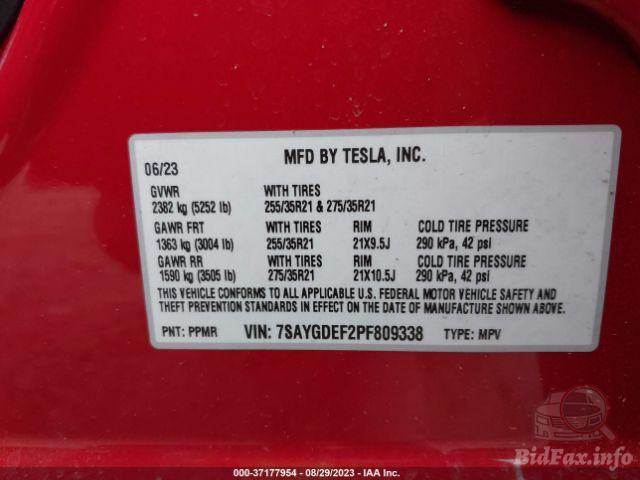 MFD BY TESLA, INC.
06/23
GVWR WITH TIRES
2382 kg (5252 lb) 255/35R21 & 275/35R21
GAWR FRT WITH TIRES RIM COLD TIRE PRESSURE
1363 kg (3004 lb) 255/35R21 21X9.5J 290 kPa, 42 psi
GAWR RR WITH TIRES RIM COLD TIRE PRESSURE
1590 kg (3505 lb) 275/35R21 21X10.5J 290 kPa, 42 psi
THIS VEHICLE CONFORMS TO ALL APPLICABLE U.S. FEDERAL MOTOR VEHICLE SAFETY AND
THEFT PREVENTION STANDARDS IN EFFECT ON THE DATE OF MANUFACTURE SHOWN ABOVE.
PNT: PPMR VIN: 7SAYGDEF2PF809338 TYPE: MPV
BidFax.info
000-37177954 - 08/29/2023 - IAA Inc.